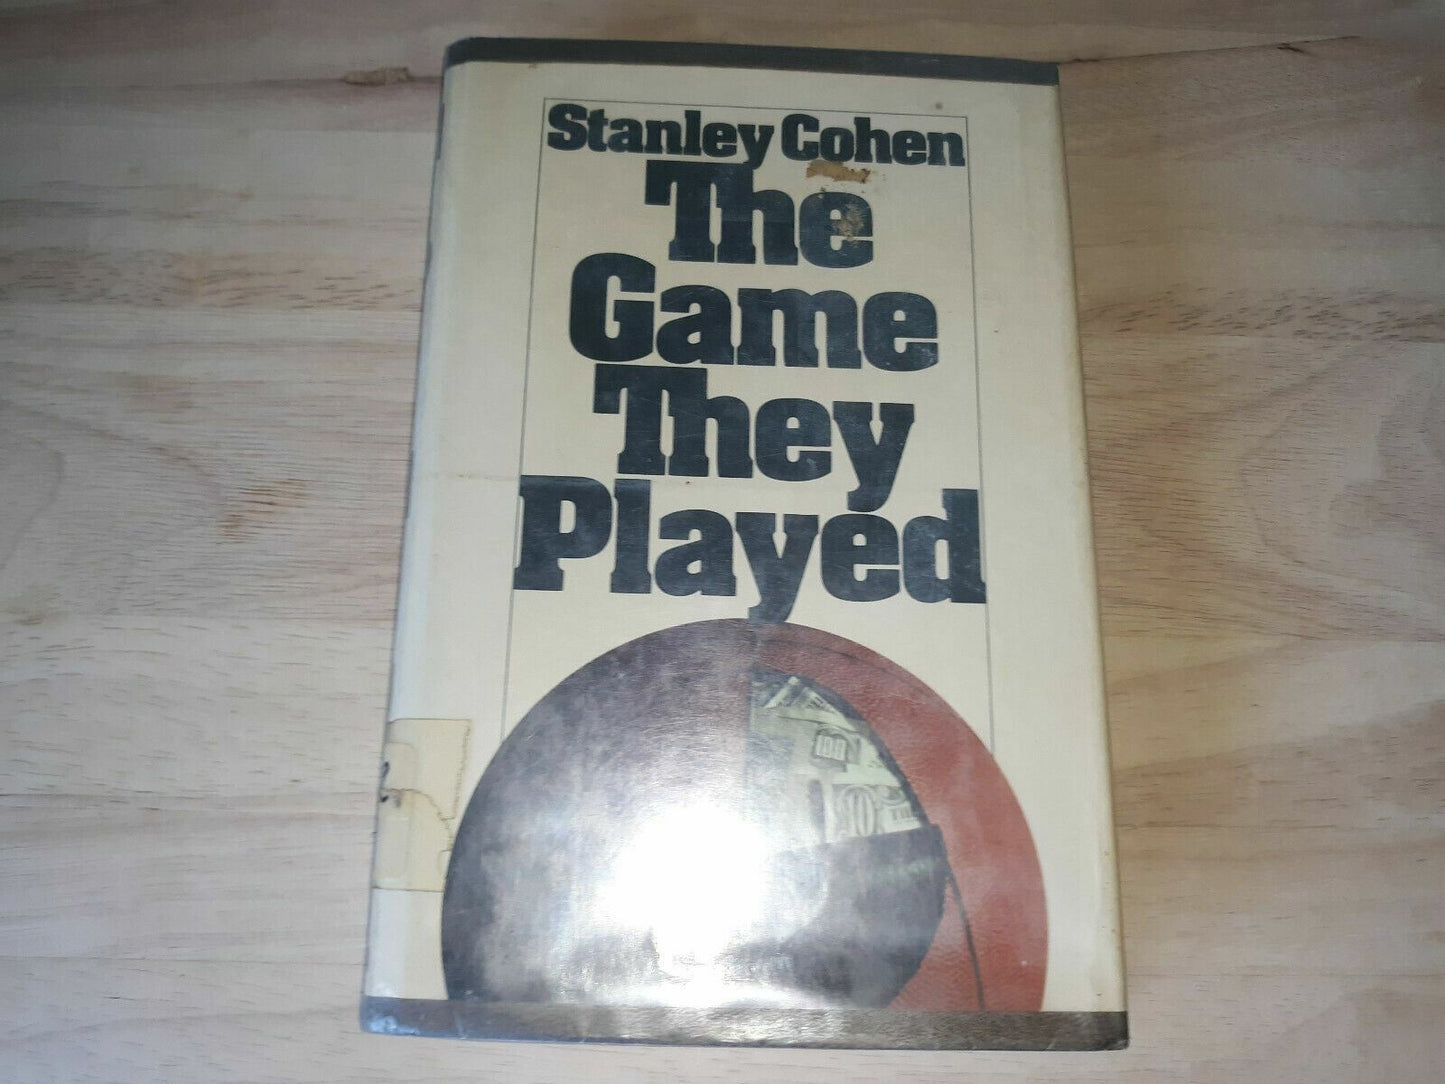 Stanley Cohen
The
Game
They
Played